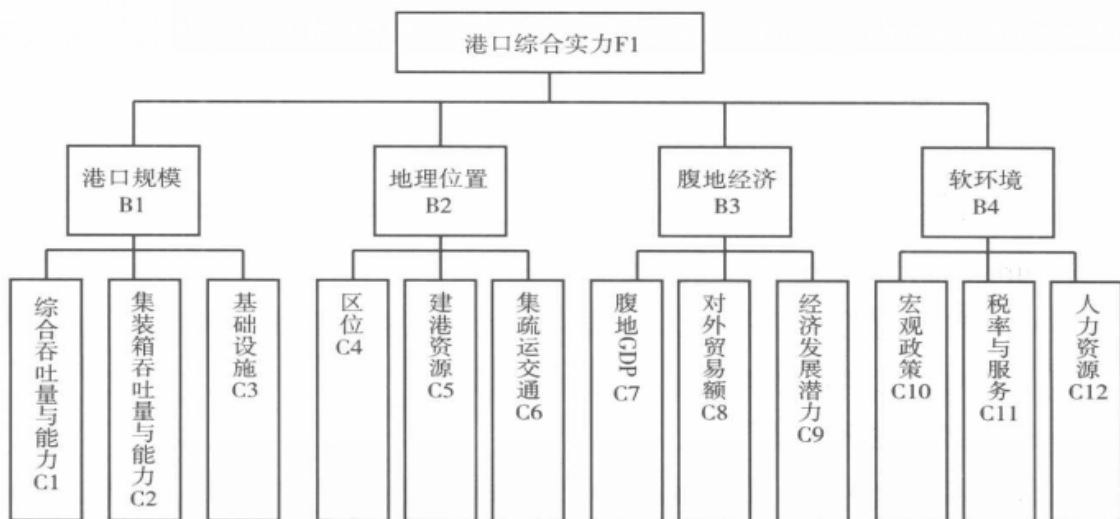 港口综合实力F1
港口规模
B1
地理位置
B2
腹地经济
B3
软环境
B4
综合吞吐量与能力C1
集装箱吞吐量与能力C2
基础设施C3
区位C4
建港资源C5
集疏运交通C6
腹地GDP C7
对外贸易额C8
经济发展潜力C9
宏观政策C10
税率与服务C11
人力资源C12